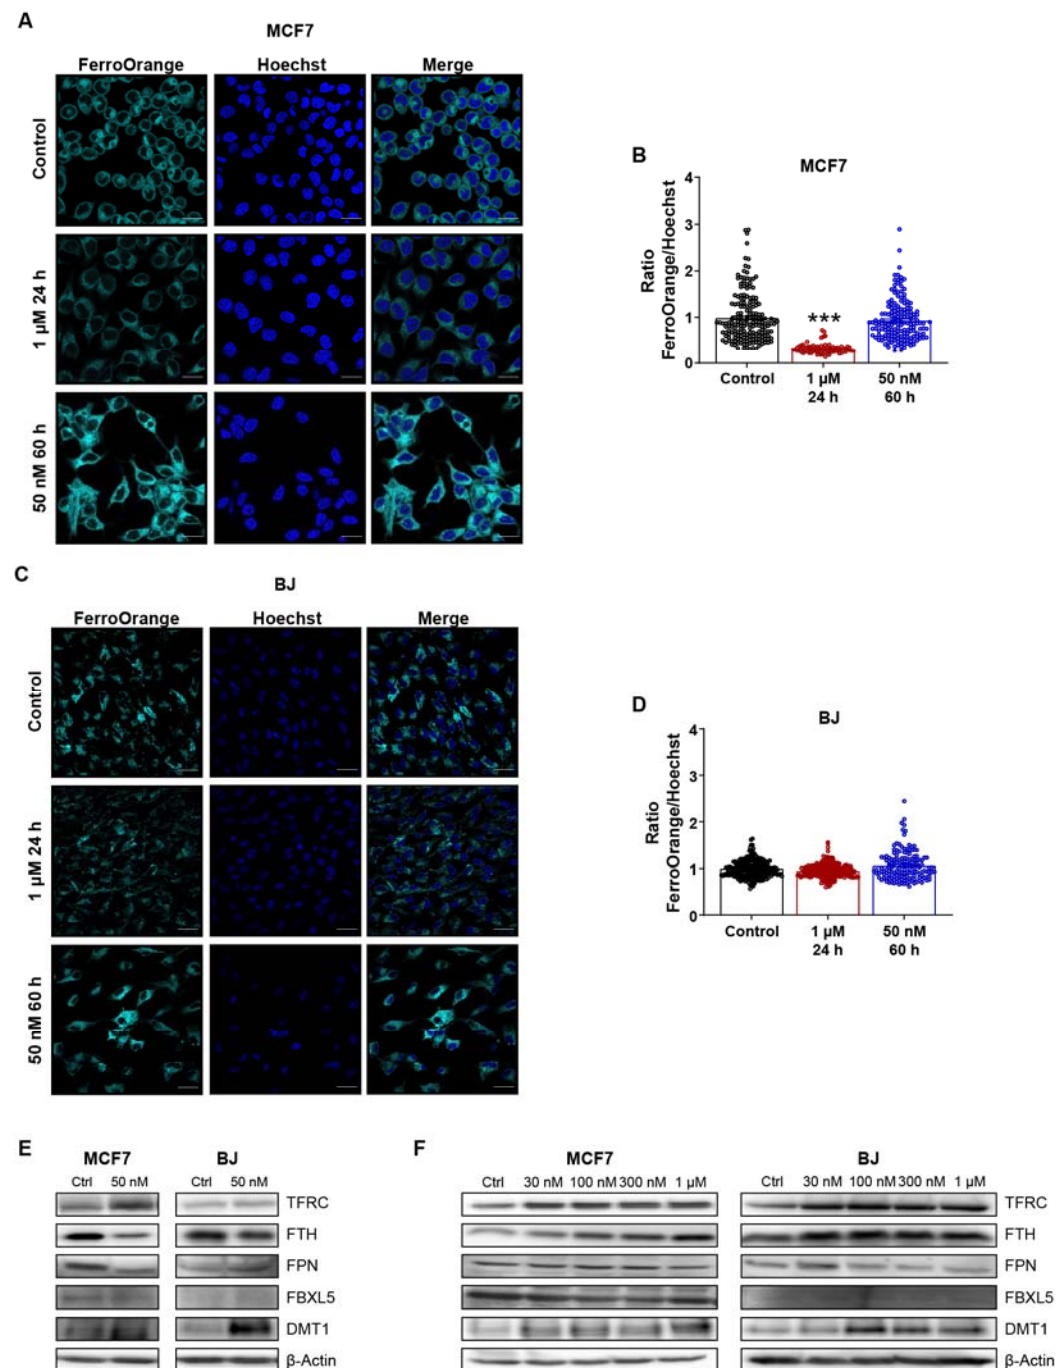 A
MCF7
FerroOrange Hoechst Merge
Control
1 µM 24 h
50 nM 60 h
B
MCF7
Ratio
FerroOrange/Hoechst
4
3
2
1
0
***
Control 1 µM 50 nM
24 h 60 h
C
BJ
FerroOrange Hoechst Merge
Control
1 µM 24 h
50 nM 60 h
D
BJ
Ratio
FerroOrange/Hoechst
4
3
2
1
0
Control 1 µM 50 nM
24 h 60 h
E
MCF7 BJ
Ctrl 50 nM Ctrl 50 nM
TFRC
FTH
FPN
FBXL5
DMT1
β-Actin
F
MCF7 BJ
Ctrl 30 nM 100 nM 300 nM 1 µM Ctrl 30 nM 100 nM 300 nM 1 µM
TFRC
FTH
FPN
FBXL5
DMT1
β-Actin